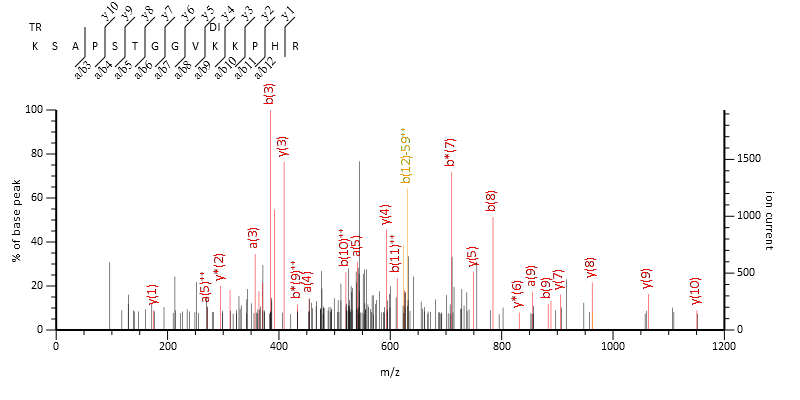 y10 y9 y8 y7 y6 y5 y4 y3 y2 y1
TR DI
K S A P S T G G V K K P H R
a/b3 a/b4 a/b5 a/b6 a/b7 a/b8 a/b9 a/b10 a/b11 a/b12
b(3)
y(3)
b(12)-59++
b*(7)
b(8)
y(4)
a(3)
b(10)++
a(5)
b(11)++
y(5)
y*(2)
a(5)++
y(1)
b*(9)++
a(4)
y*(6)
a(9)
b(9)
y(7)
y(8)
y(9)
y(10)
100
80
60
40
20
0
% of base peak
1500
1000
500
0
ion current
0 200 400 600 800 1000 1200
m/z